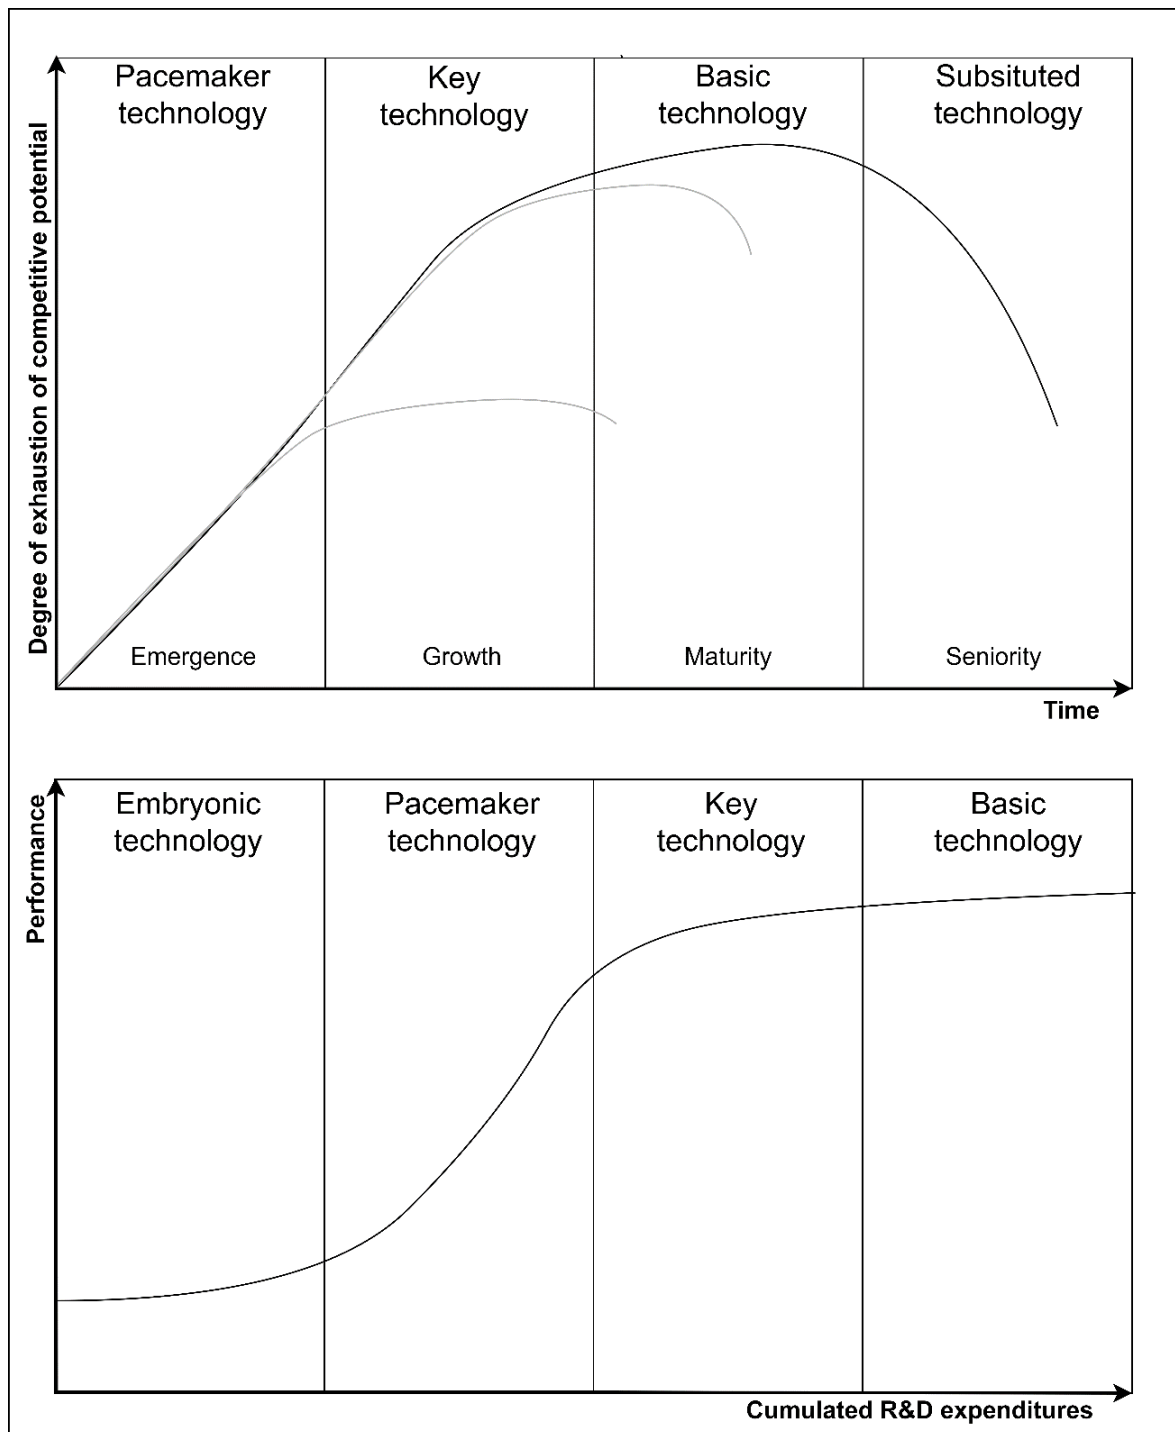 Pacemaker
technology
Key
technology
Basic
technology
Subsituted
technology
Degree of exhaustion of competitive potential
Emergence
Growth
Maturity
Seniority
Time
Embryonic
technology
Pacemaker
technology
Key
technology
Basic
technology
Performance
Cumulated R&D expenditures